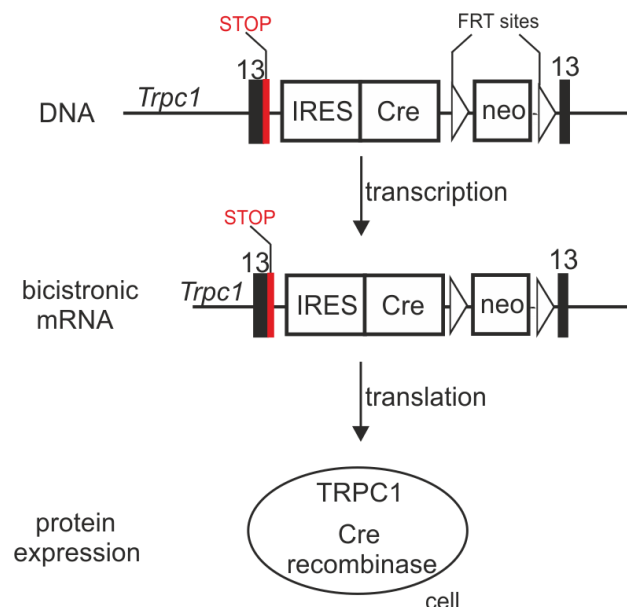 FRT sites
STOP
13
13
Trpc1
DNA
IRES
Cre
neo
transcription
STOP
13
13
bicistronic
mRNA
Trpc1
IRES
Cre
neo
translation
protein
expression
TRPC1
Cre
recombinase
cell